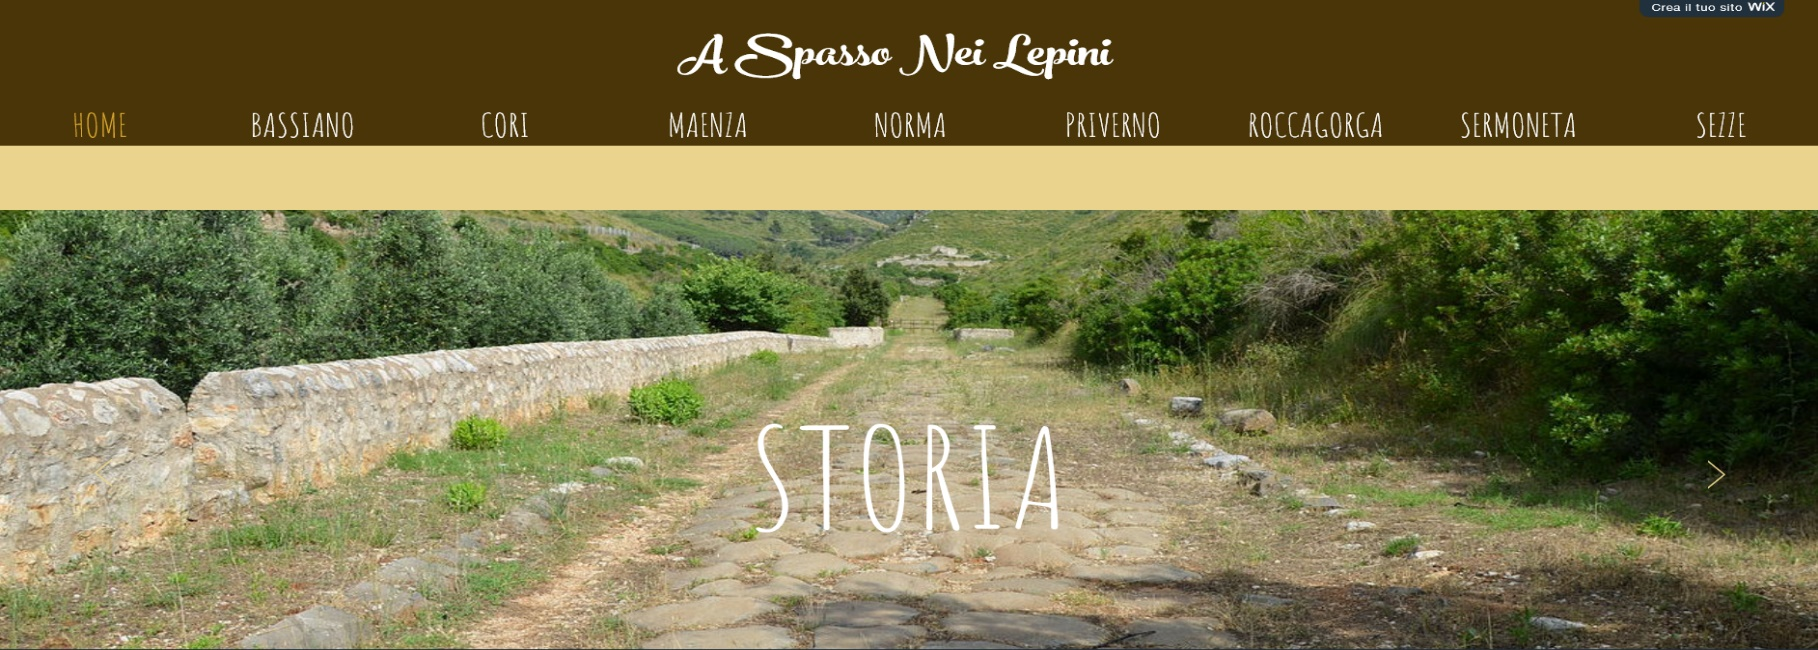 Crea il tuo sito WiX
A Spasso Nei Lepini
HOME BASSIANO CORI MAENZA NORMA PRIVERNO ROCCAGORGA SERMONETA SEZZE
STORIA